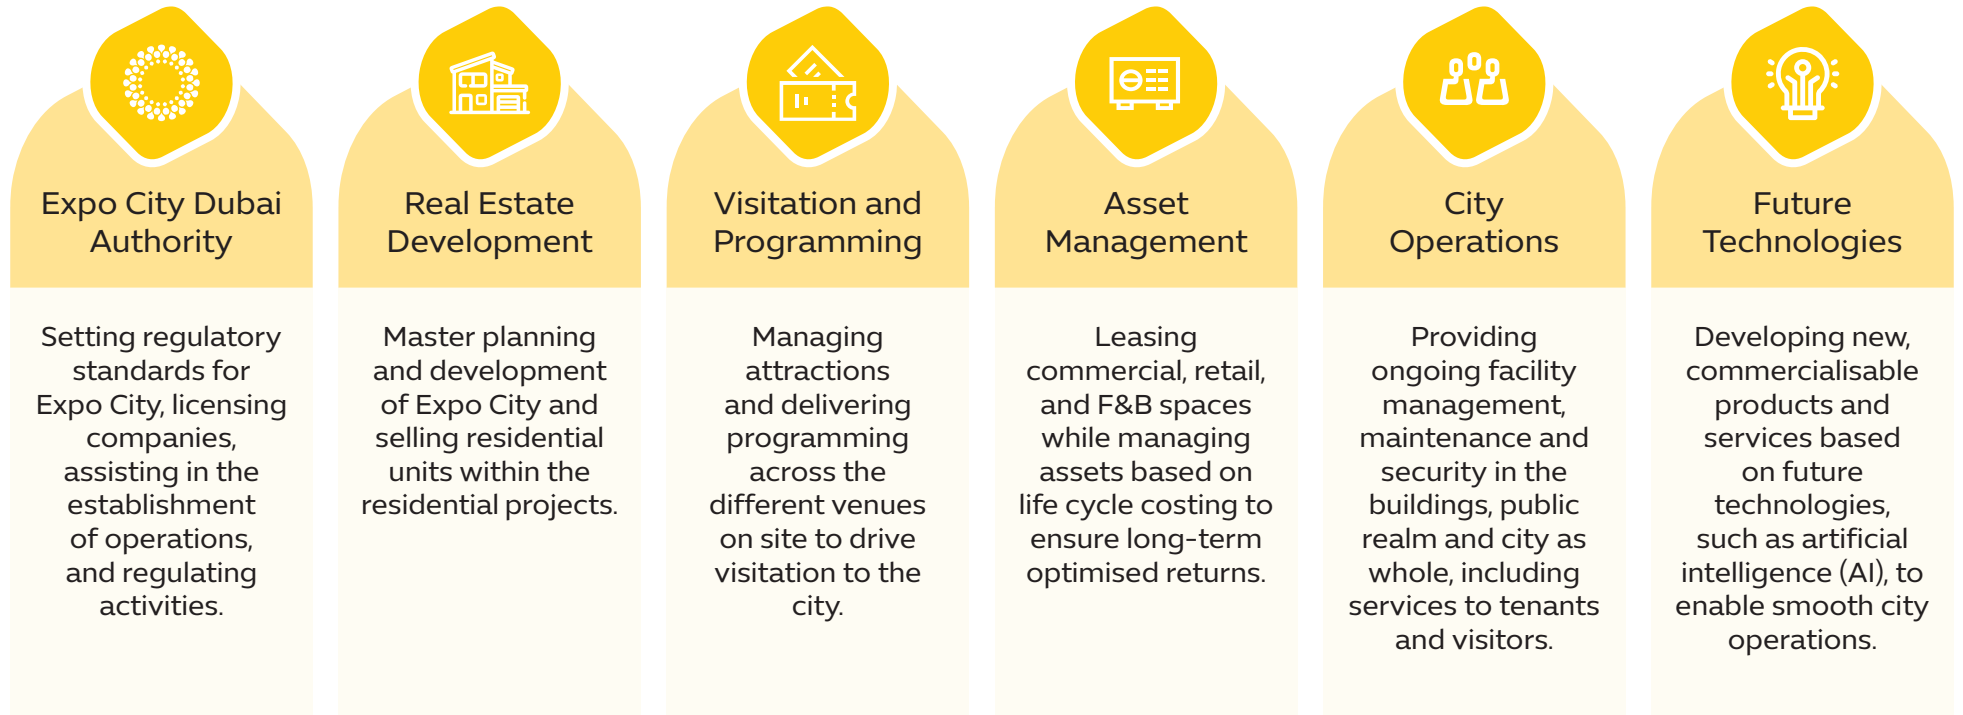 Expo City Dubai
Authority
Setting regulatory
standards for
Expo City, licensing
companies,
assisting in the
establishment
of operations,
and regulating
activities.
Real Estate
Development
Master planning
and development
of Expo City and
selling residential
units within the
residential projects.
Visitation and
Programming
Managing
attractions
and delivering
programming
across the
different venues
on site to drive
visitation to the
city.
Asset
Management
Leasing
commercial, retail,
and F&B spaces
while managing
assets based on
life cycle costing to
ensure long-term
optimised returns.
City
Operations
Providing
ongoing facility
management,
maintenance and
security in the
buildings, public
realm and city as
whole, including
services to tenants
and visitors.
Future
Technologies
Developing new,
commercialisable
products and
services based
on future
technologies,
such as artificial
intelligence (AI), to
enable smooth city
operations.